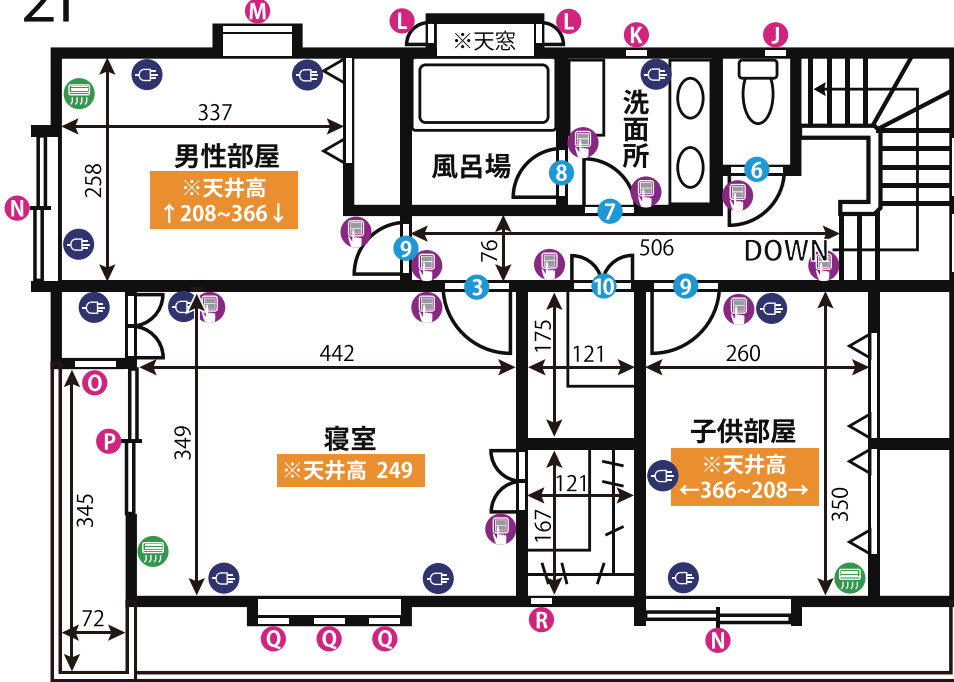 2F
M
L
L
※天窓
K
J
258
337
男性部屋
※天井高
↑208~366↓
風呂場
洗面所
8
7
6
N
9
76
506
DOWN
3
10
9
442
175
121
260
O
P
349
寝室
※天井高 249
子供部屋
※天井高
←366~208→
345
121
167
350
72
Q
Q
Q
R
N